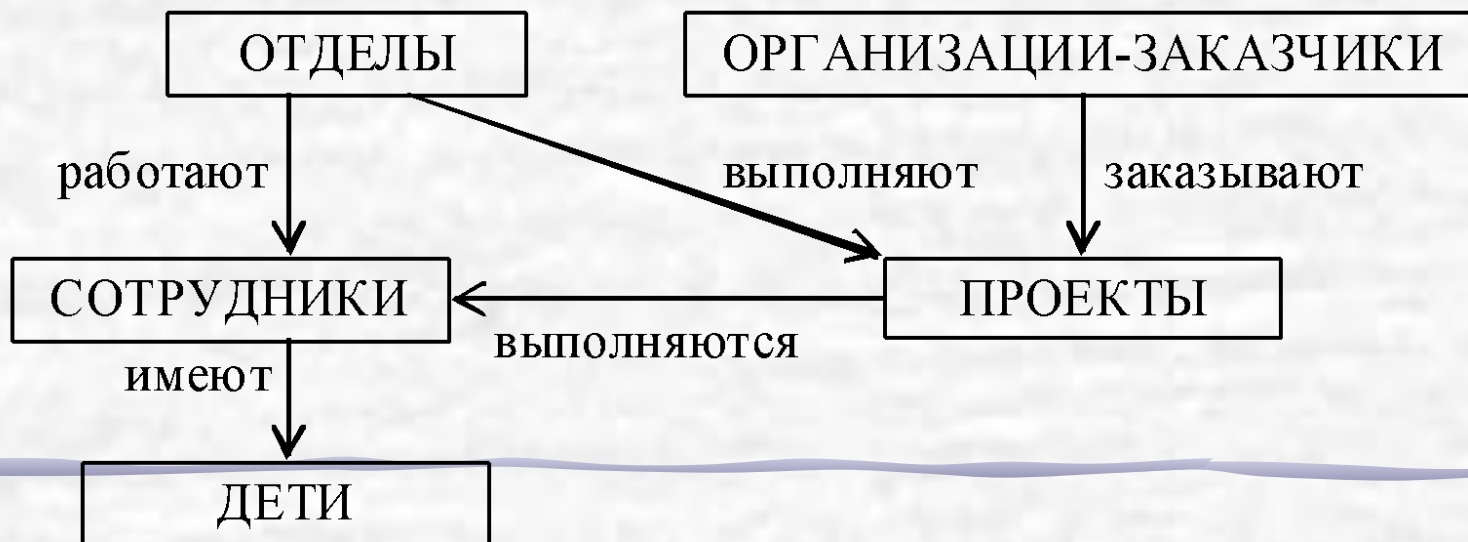 ОТДЕЛЫ ОРГАНИЗАЦИИ-ЗАКАЗЧИКИ
работают выполняют заказывают
СОТРУДНИКИ ПРОЕКТЫ
выполняются
имеют
ДЕТИ